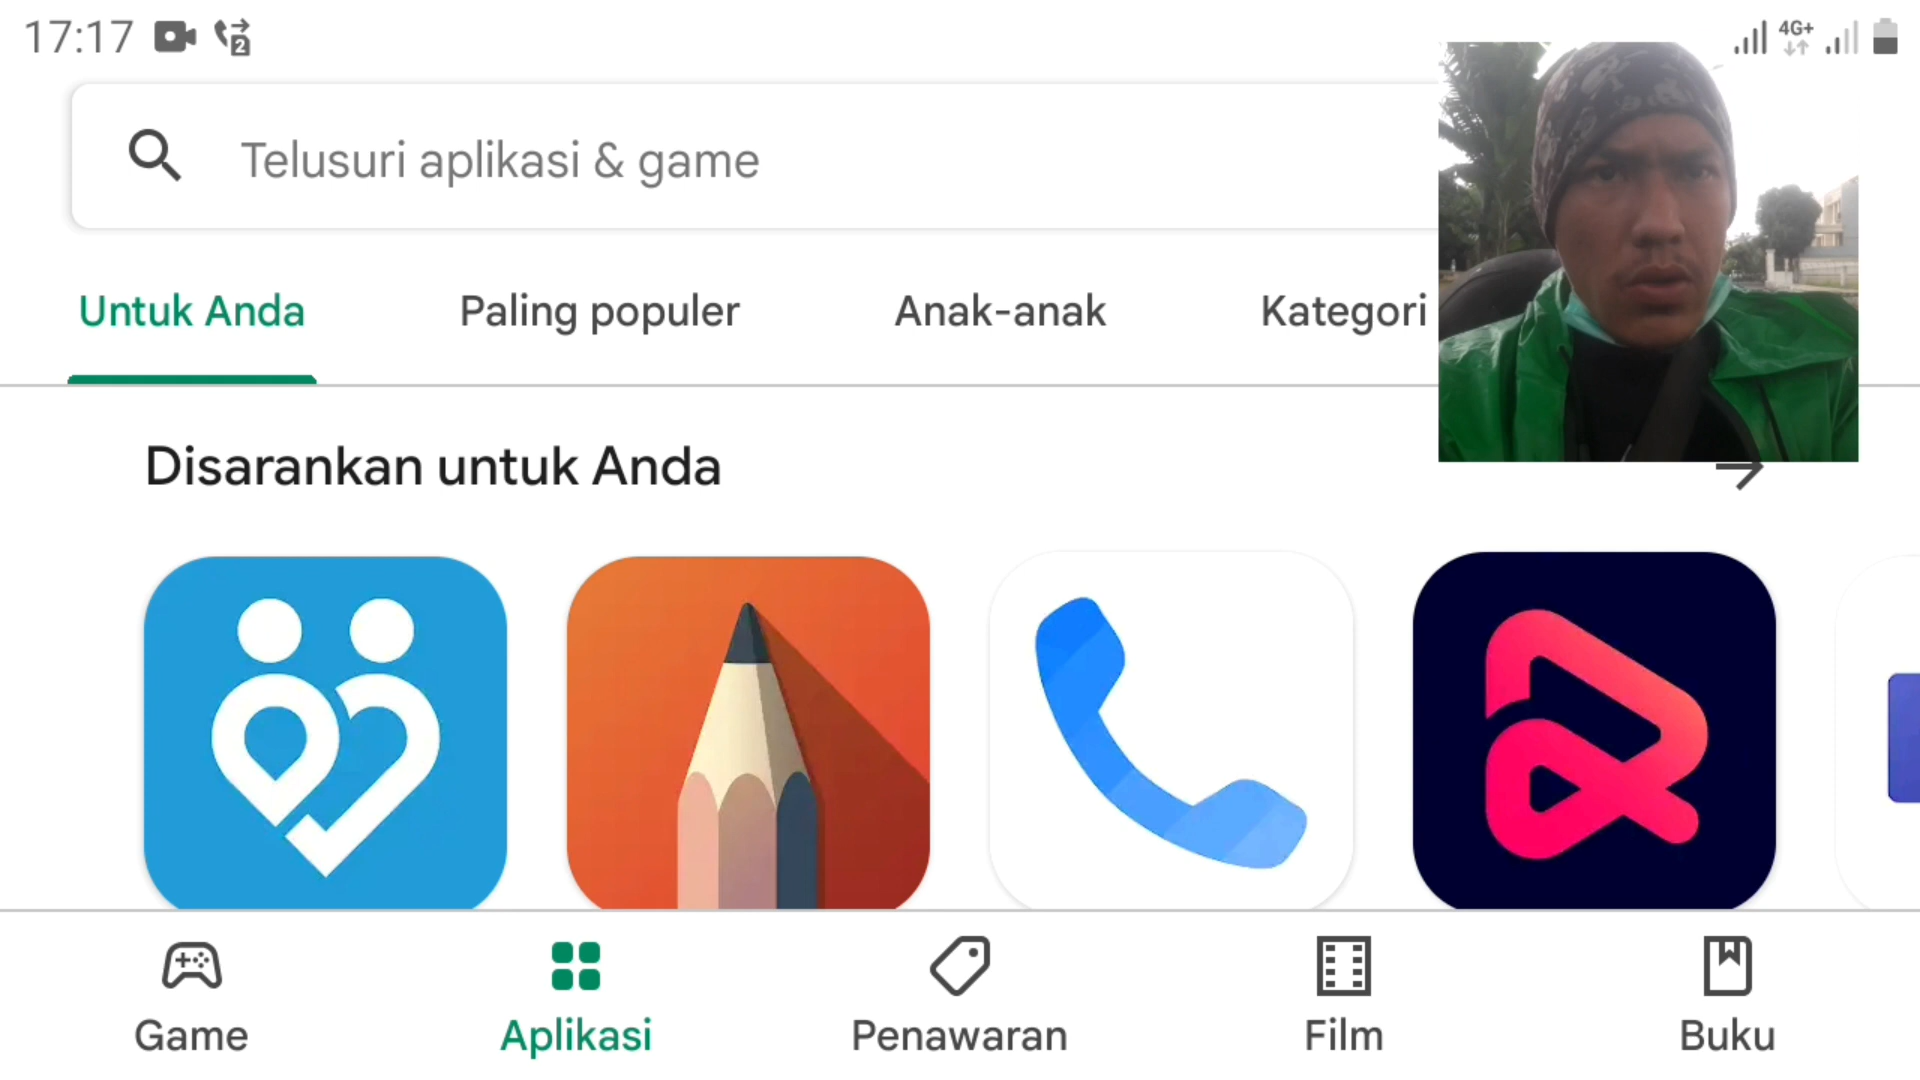 17:17
2
4G+
Telusuri aplikasi & game
Untuk Anda
Paling populer
Anak-anak
Kategori
Disarankan untuk Anda
Game
Aplikasi
Penawaran
Film
Buku